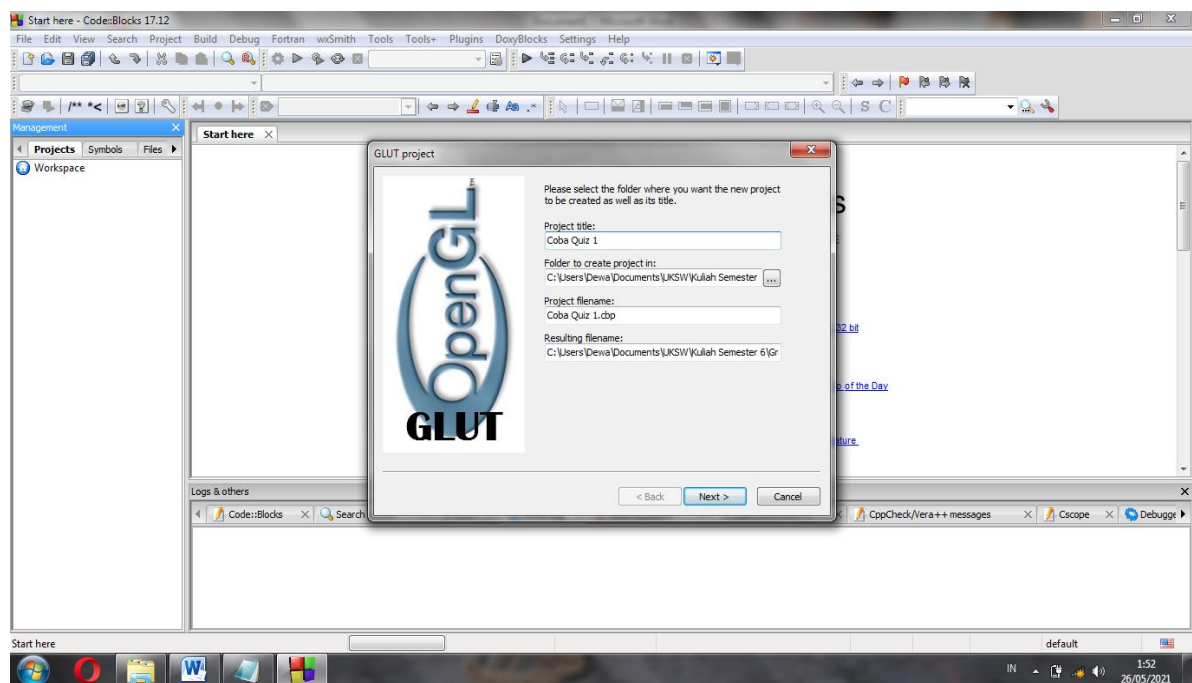 Start here - Code::Blocks 17.12
File Edit View Search Project Build Debug Fortran wxSmith Tools Tools+ Plugins DoxyBlocks Settings Help
/** *<
S C
Management
Projects Symbols Files
Workspace
Start here
GLUT project
OpenGL
GLUT
Please select the folder where you want the new project
to be created as well as its title.
Project title:
Coba Quiz 1
Folder to create project in:
C:\Users\Dewa\Documents\UKSW\Kuliah Semester
...
Project filename:
Coba Quiz 1.cbp
Resulting filename:
C:\Users\Dewa\Documents\UKSW\Kuliah Semester 6\Gr
< Back Next > Cancel
32 bit
of the Day
Logs & others
Code::Blocks Search CppCheck/Vera++ messages Cscope Debugge
Start here default
IN 1:52
26/05/2021